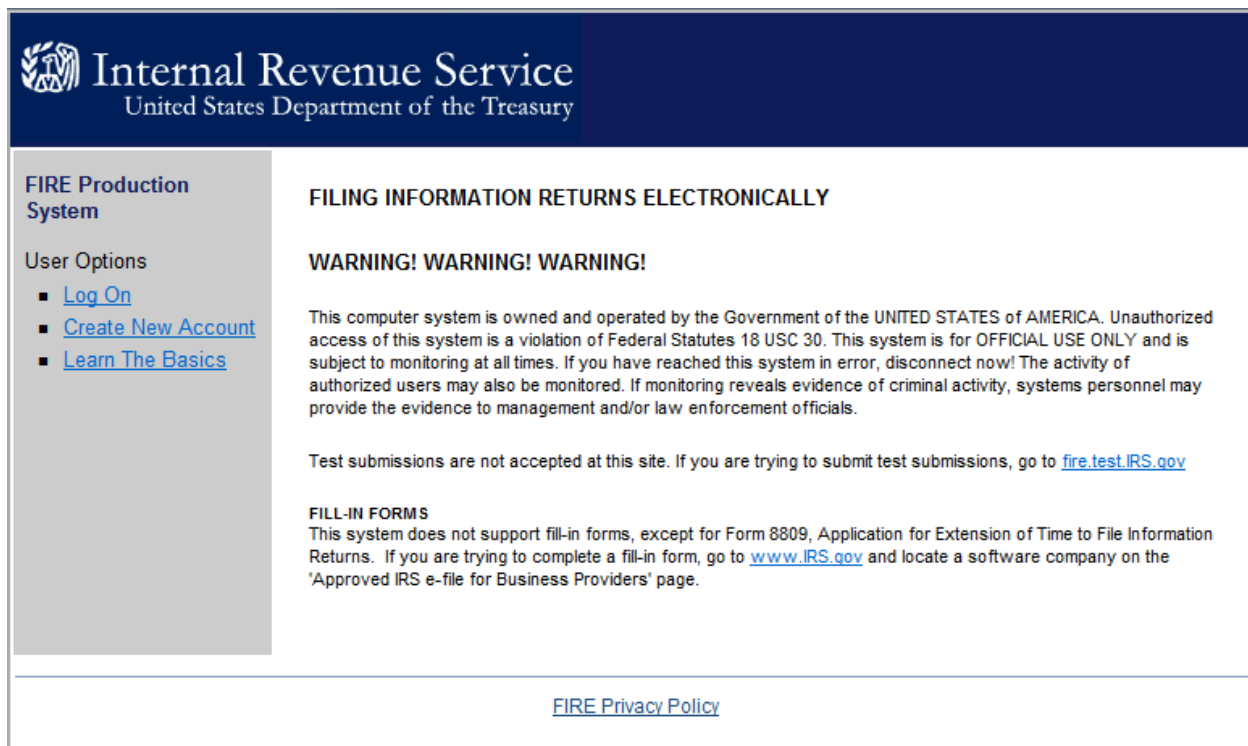 Internal Revenue Service
United States Department of the Treasury
FIRE Production
System
User Options
Log On
Create New Account
Learn The Basics
FILING INFORMATION RETURNS ELECTRONICALLY
WARNING! WARNING! WARNING!
This computer system is owned and operated by the Government of the UNITED STATES of AMERICA. Unauthorized
access of this system is a violation of Federal Statutes 18 USC 30. This system is for OFFICIAL USE ONLY and is
subject to monitoring at all times. If you have reached this system in error, disconnect now! The activity of
authorized users may also be monitored. If monitoring reveals evidence of criminal activity, systems personnel may
provide the evidence to management and/or law enforcement officials.
Test submissions are not accepted at this site. If you are trying to submit test submissions, go to fire.test.IRS.gov
FILL-IN FORMS
This system does not support fill-in forms, except for Form 8809, Application for Extension of Time to File Information
Returns. If you are trying to complete a fill-in form, go to www.IRS.gov and locate a software company on the
'Approved IRS e-file for Business Providers' page.
FIRE Privacy Policy